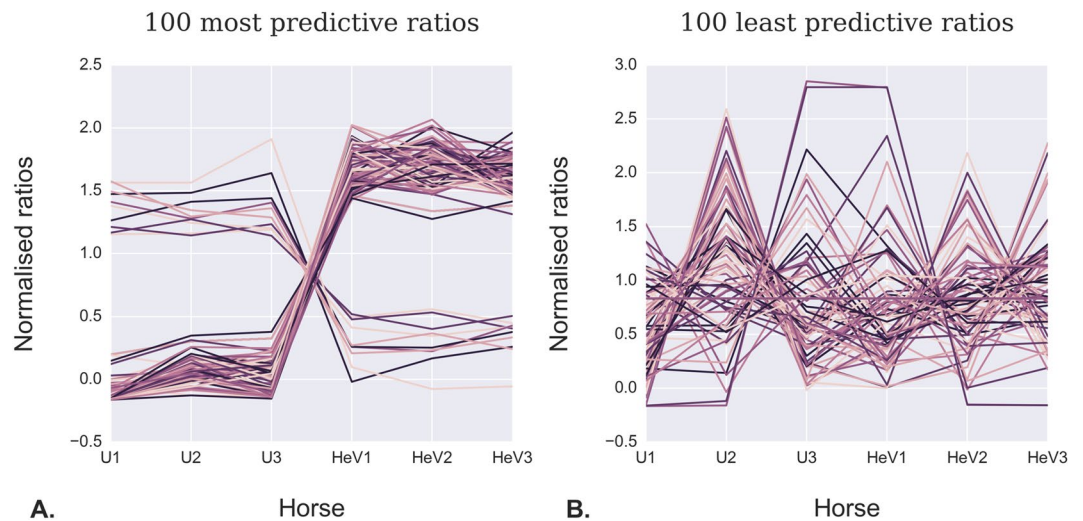 100 most predictive ratios
2.5
2.0
1.5
1.0
0.5
0.0
−0.5
Normalised ratios
U1 U2 U3 HeV1 HeV2 HeV3
Horse
A.
100 least predictive ratios
3.0
2.5
2.0
1.5
1.0
0.5
0.0
−0.5
Normalised ratios
U1 U2 U3 HeV1 HeV2 HeV3
Horse
B.